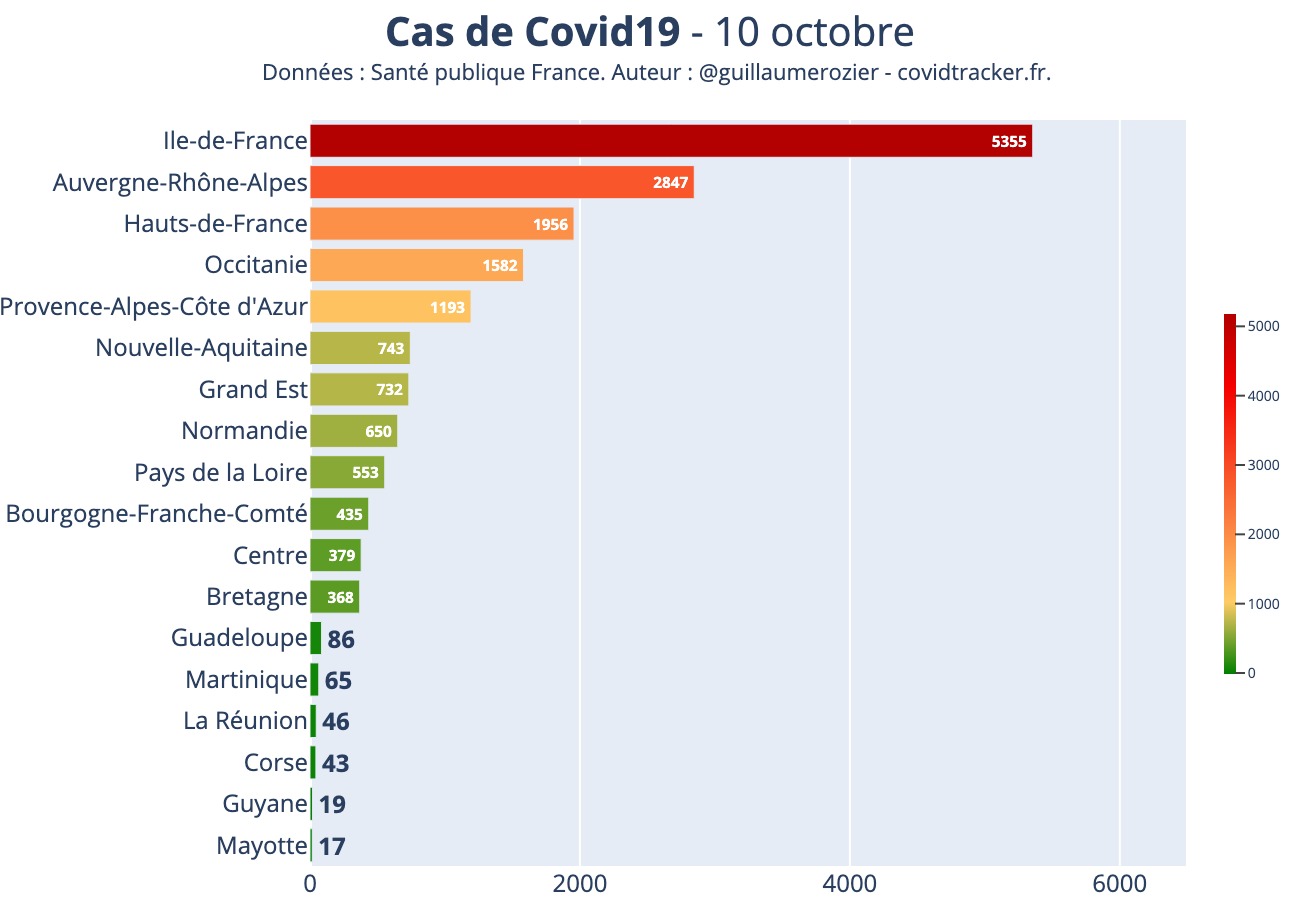 Cas de Covid19 - 10 octobre
Données : Santé publique France. Auteur : @guillaumerozier - covidtracker.fr.
Ile-de-France 5355
Auvergne-Rhône-Alpes 2847
Hauts-de-France 1956
Occitanie 1582
Provence-Alpes-Côte d'Azur 1193
Nouvelle-Aquitaine 743
Grand Est 732
Normandie 650
Pays de la Loire 553
Bourgogne-Franche-Comté 435
Centre 379
Bretagne 368
Guadeloupe 86
Martinique 65
La Réunion 46
Corse 43
Guyane 19
Mayotte 17
0 2000 4000 6000
5000
4000
3000
2000
1000
0